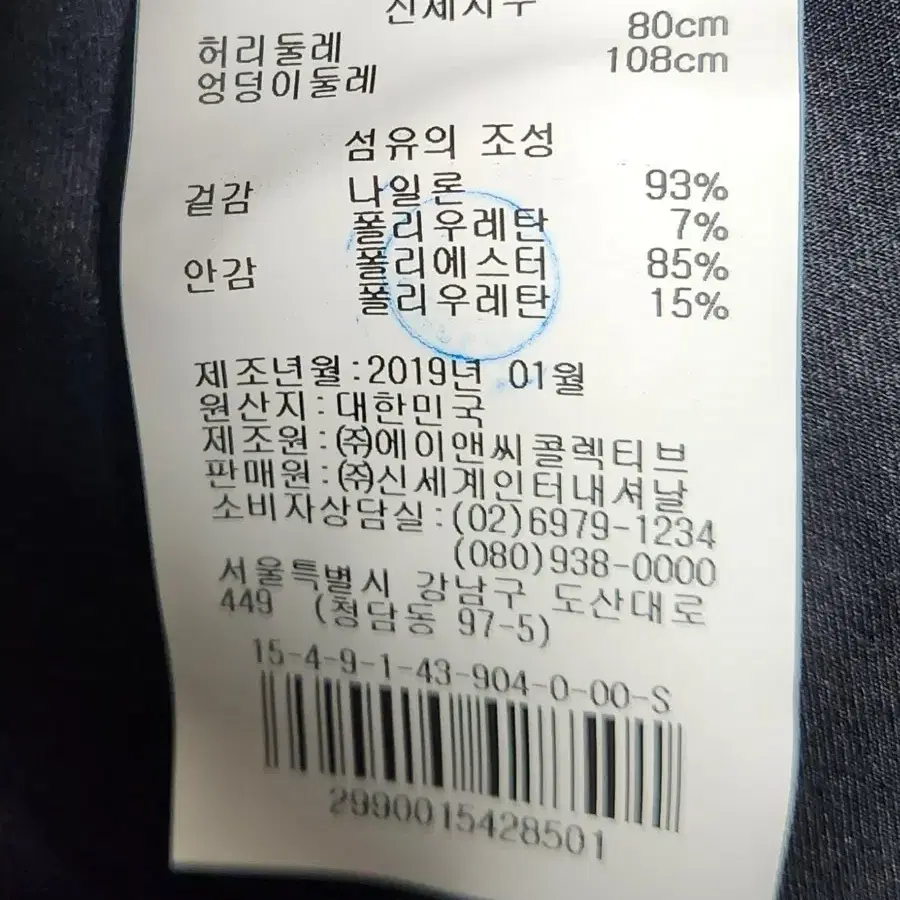 신체치수
허리둘레 80cm
엉덩이둘레 108cm
섬유의 조성
겉감 나일론 93%
폴리우레탄 7%
안감 폴리에스터 85%
폴리우레탄 15%
제조년월:2019년 01월
원산지:대한민국
제조원:㈜에이앤씨콜렉티브
판매원:㈜신세계인터내셔날
소비자상담실:(02)6979-1234
(080)938-0000
서울특별시 강남구 도산대로
449 (청담동 97-5)
15-4-9-1-43-904-0-00-S
2990015428501